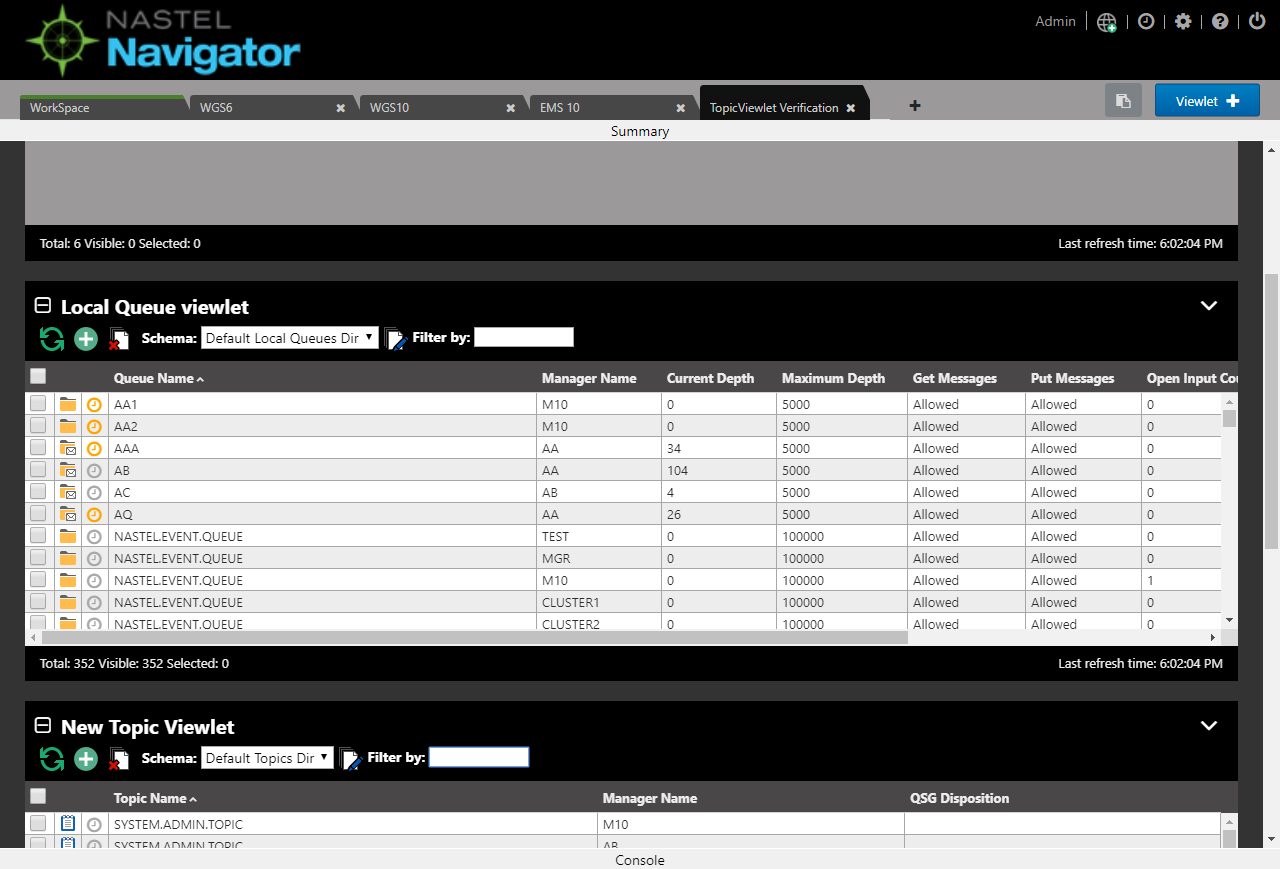 NASTEL
Navigator
Admin
WorkSpace WGS6 WGS10 EMS 10 TopicViewlet Verification Viewlet
Summary
Total: 6 Visible: 0 Selected: 0 Last refresh time: 6:02:04 PM
Local Queue viewlet
Schema: Default Local Queues Dir Filter by:
Queue Name Manager Name Current Depth Maximum Depth Get Messages Put Messages Open Input Cou
AA1 M10 0 5000 Allowed Allowed 0
AA2 M10 0 5000 Allowed Allowed 0
AAA AA 34 5000 Allowed Allowed 0
AB AA 104 5000 Allowed Allowed 0
AC AB 4 5000 Allowed Allowed 0
AQ AA 26 5000 Allowed Allowed 0
NASTEL.EVENT.QUEUE TEST 0 100000 Allowed Allowed 0
NASTEL.EVENT.QUEUE MGR 0 100000 Allowed Allowed 0
NASTEL.EVENT.QUEUE M10 0 100000 Allowed Allowed 1
NASTEL.EVENT.QUEUE CLUSTER1 0 100000 Allowed Allowed 0
NASTEL.EVENT.QUEUE CLUSTER2 0 100000 Allowed Allowed 0
Total: 352 Visible: 352 Selected: 0 Last refresh time: 6:02:04 PM
New Topic Viewlet
Schema: Default Topics Dir Filter by:
Topic Name Manager Name QSG Disposition
SYSTEM.ADMIN.TOPIC M10
SYSTEM.ADMIN.TOPIC AB
Console